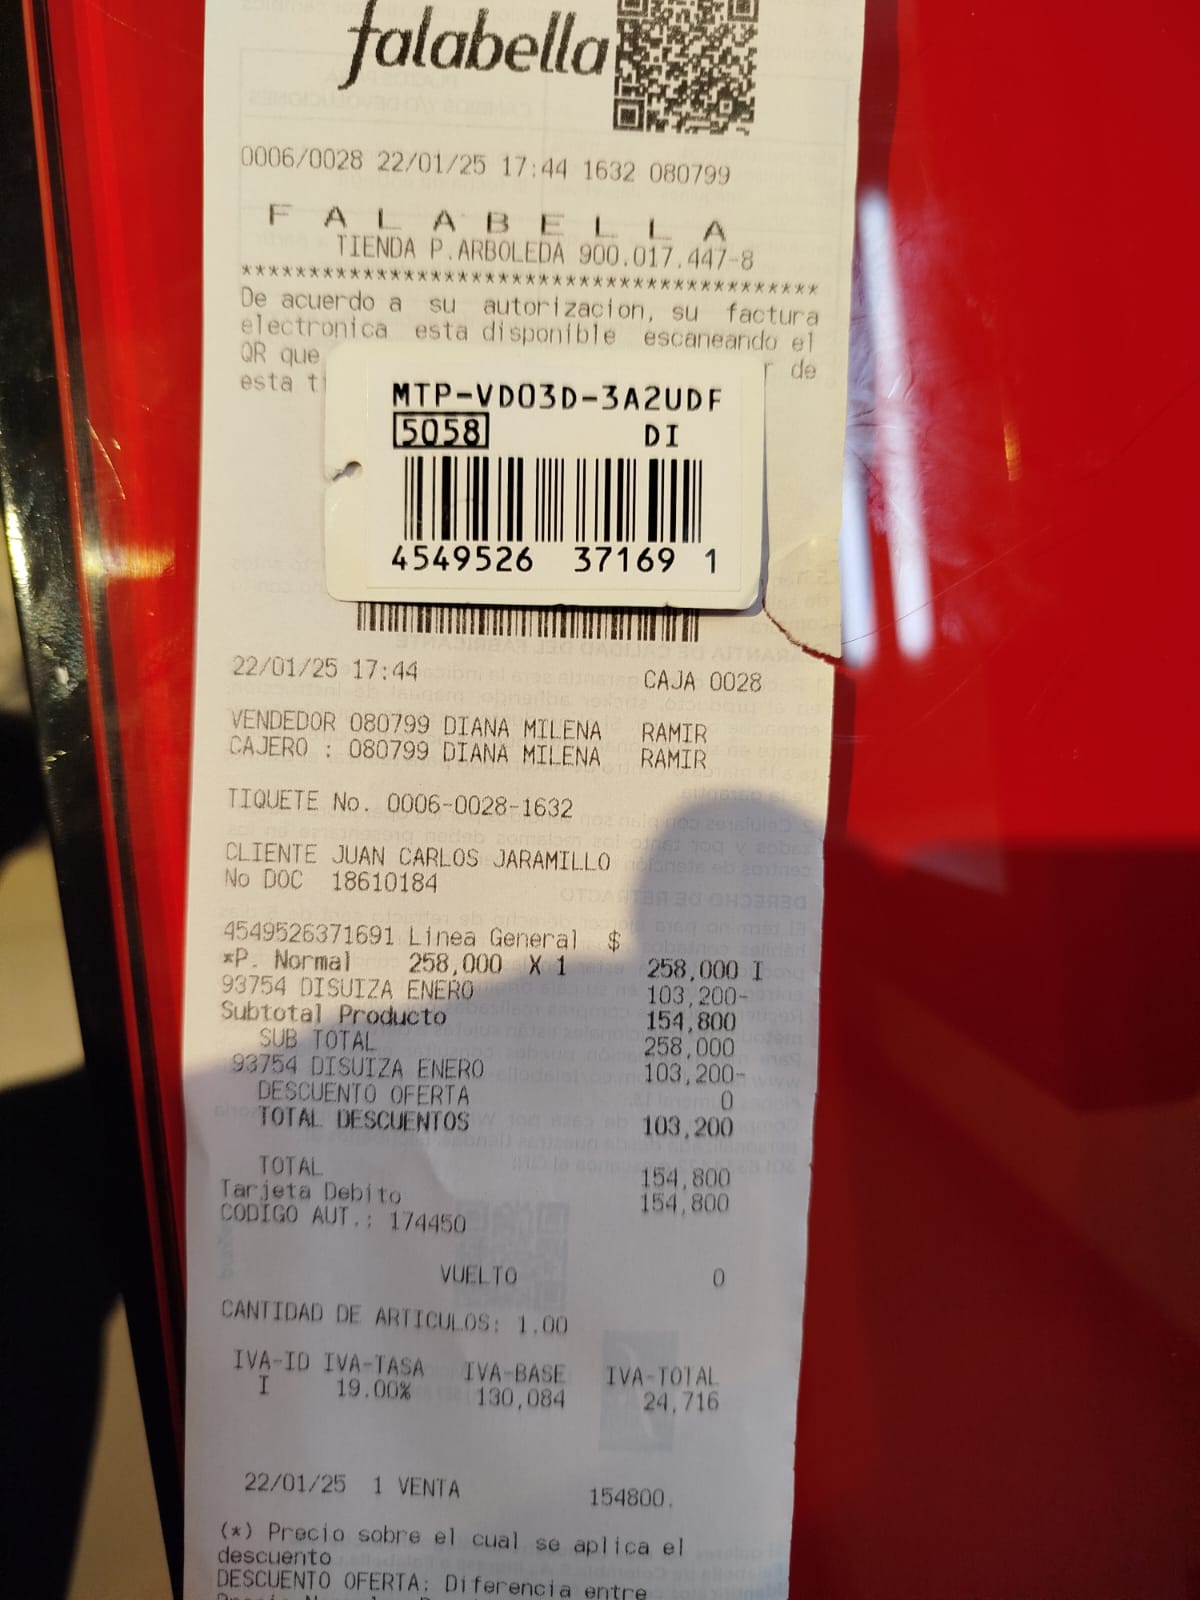 falabella
0006/0028 22/01/25 17:44 1632 080799
F A L A B E L L A
TIENDA P.ARBOLEDA 900.017.447-8
*******************************************
De acuerdo a su autorizacion, su factura
electronica esta disponible escaneando el
QR que de
esta
MTP-VD03D-3A2UDF
5058 DI
4549526 37169 1
22/01/25 17:44 CAJA 0028
VENDEDOR 080799 DIANA MILENA RAMIR
CAJERO : 080799 DIANA MILENA RAMIR
TIQUETE No. 0006-0028-1632
CLIENTE JUAN CARLOS JARAMILLO
No DOC 18610184
4549526371691 Linea General $
*P. Normal 258,000 X 1 258,000 I
93754 DISUIZA ENERO 103,200-
Subtotal Producto 154,800
SUB TOTAL 258,000
93754 DISUIZA ENERO 103,200-
DESCUENTO OFERTA 0
TOTAL DESCUENTOS 103,200
TOTAL 154,800
Tarjeta Debito 154,800
CODIGO AUT.: 174450
VUELTO 0
CANTIDAD DE ARTICULOS: 1.00
IVA-ID IVA-TASA IVA-BASE IVA-TOTAL
I 19.00% 130,084 24,716
22/01/25 1 VENTA 154800.
(*) Precio sobre el cual se aplica el
descuento
DESCUENTO OFERTA: Diferencia entre